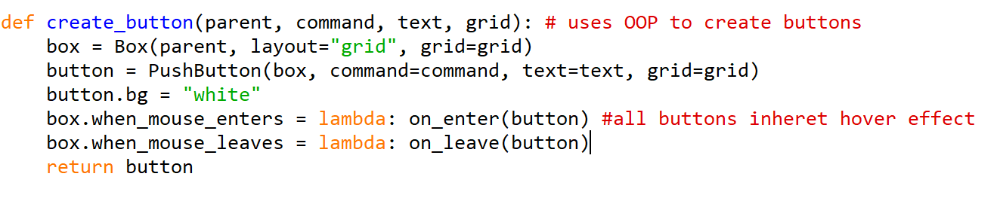 def create_button(parent, command, text, grid): # uses OOP to create buttons
    box = Box(parent, layout="grid", grid=grid)
    button = PushButton(box, command=command, text=text, grid=grid)
    button.bg = "white"
    box.when_mouse_enters = lambda: on_enter(button) #all buttons inheret hover effect
    box.when_mouse_leaves = lambda: on_leave(button)
    return button